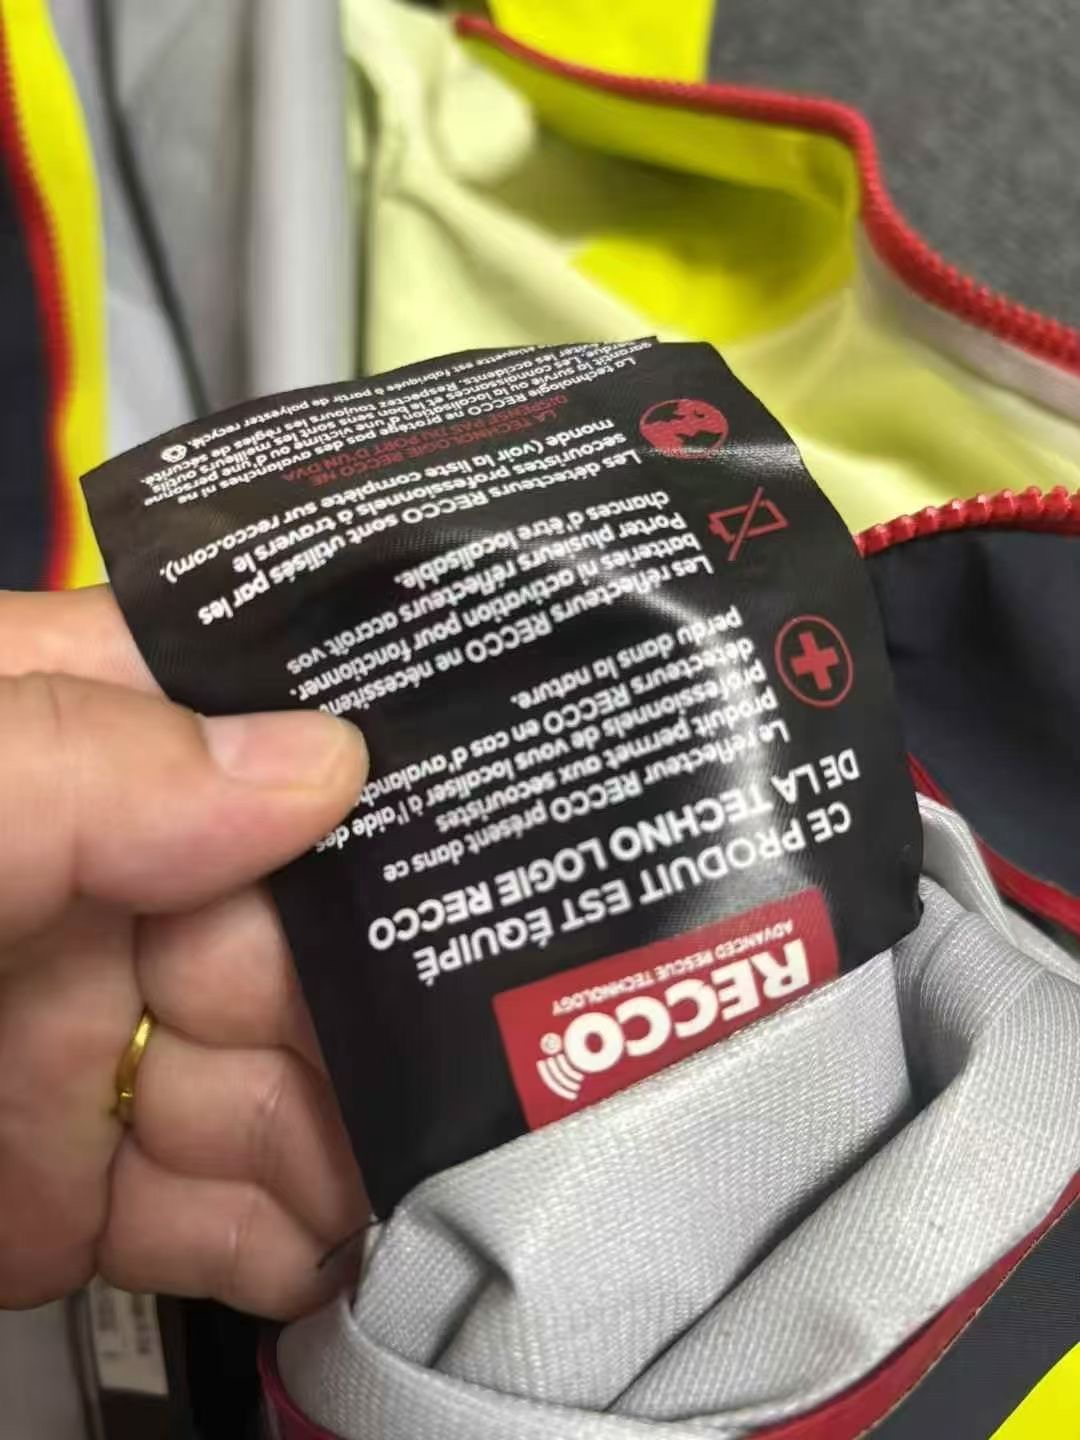 RECCO®
ADVANCED RESCUE TECHNOLOGY
CE PRODUIT EST ÉQUIPÉ
DE LA TECHNO LOGIE RECCO
Le réflecteur RECCO présent dans ce
produit permet aux secouristes
professionnels de vous localiser à l'aide des
détecteurs RECCO en cas d'avalanch
perdu dans la nature.
Les réflecteurs RECCO ne nécessitent
batteries ni activation pour fonctionner.
Porter plusieurs réflecteurs accroît vos
chances d'être localisable.
Les détecteurs RECCO sont utilisés par les
secouristes professionnels à travers le
monde (voir la liste complète sur recco.com).
LA TECHNOLOGIE RECCO NE
DISPENSE PAS DU PORT D'UN DVA
La technologie RECCO ne protège pas des avalanches ni ne
garantit la survie ou la localisation d'une victime ou d'une personne
Les connaissances et le bon sens sont les meilleurs outils.
éviter les accidents. Respectez toujours les règles de sécurité.
étiquette est fabriquée à partir de polyester recyclé.